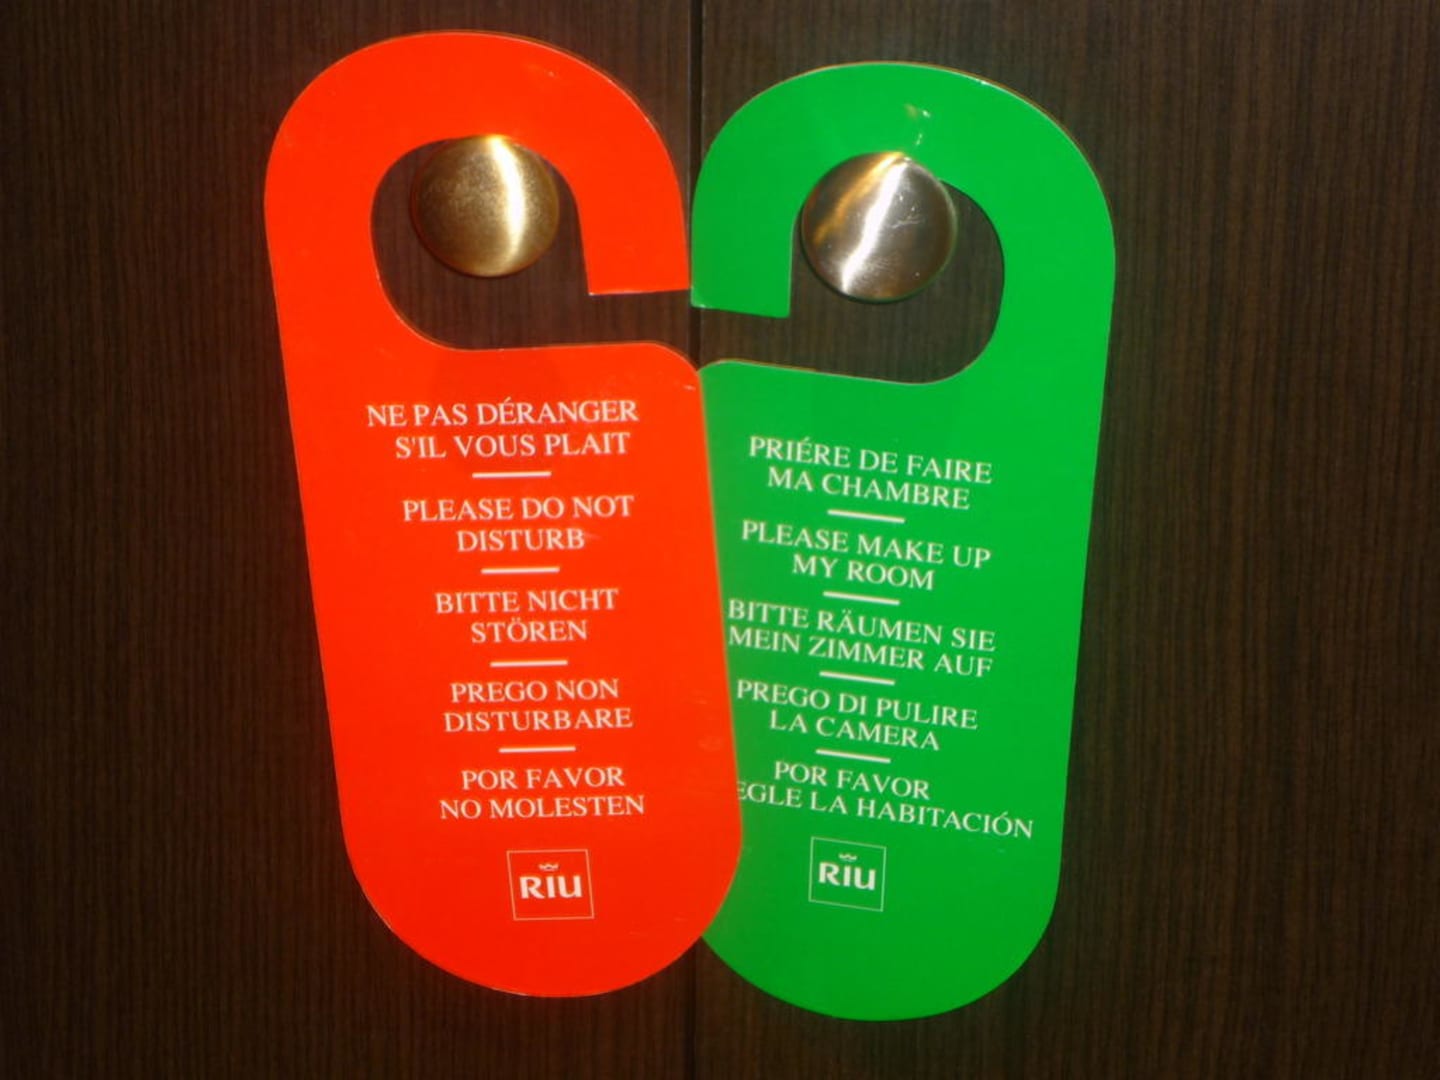 NE PAS DÉRANGER
S'IL VOUS PLAIT
PLEASE DO NOT
DISTURB
BITTE NICHT
STÖREN
PREGO NON
DISTURBARE
POR FAVOR
NO MOLESTEN
RIU
PRIÉRE DE FAIRE
MA CHAMBRE
PLEASE MAKE UP
MY ROOM
BITTE RÄUMEN SIE
MEIN ZIMMER AUF
PREGO DI PULIRE
LA CAMERA
POR FAVOR
EGLE LA HABITACIÓN
RIU